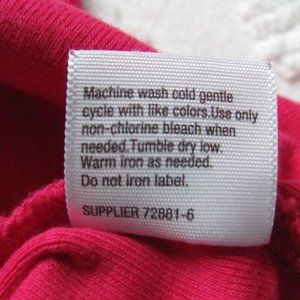 Machine wash cold gentle
cycle with like colors.Use only
non-chlorine bleach when
needed.Tumble dry low.
Warm iron as needed.
Do not iron label.
SUPPLIER 72881-6